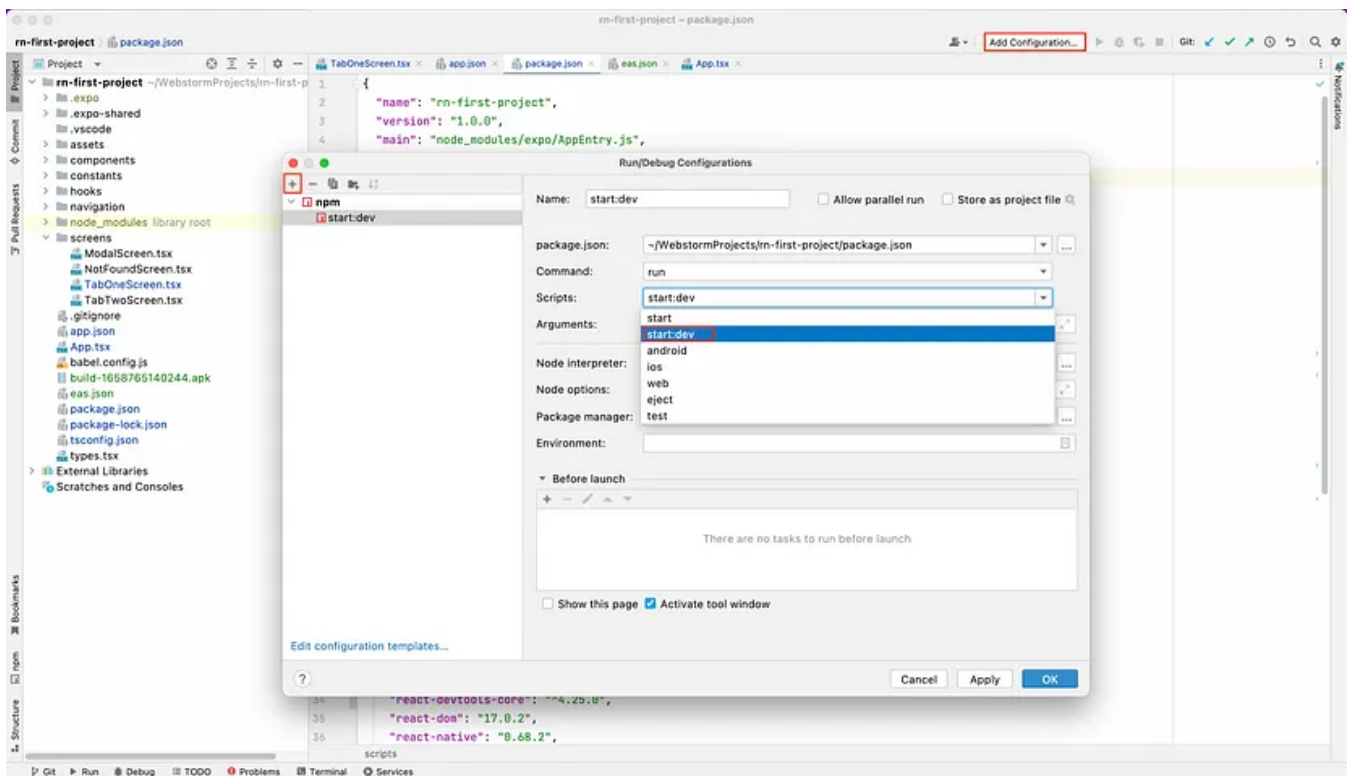 rn-first-project – package.json
rn-first-project package.json
Add Configuration...
Git:
Project
TabOneScreen.tsx app.json package.json eas.json App.tsx
Project
Commit
Pull Requests
Bookmarks
npm
Structure
Notifications
rn-first-project ~/WebstormProjects/rn-first-p
.expo
.expo-shared
.vscode
assets
components
constants
hooks
navigation
node_modules library root
screens
ModalScreen.tsx
NotFoundScreen.tsx
TabOneScreen.tsx
TabTwoScreen.tsx
.gitignore
app.json
App.tsx
babel.config.js
build-1658765140244.apk
eas.json
package.json
package-lock.json
tsconfig.json
types.tsx
External Libraries
Scratches and Consoles
1 {
2 "name": "rn-first-project",
3 "version": "1.0.0",
4 "main": "node_modules/expo/AppEntry.js",
Run/Debug Configurations
npm
start:dev
Name: start:dev
Allow parallel run
Store as project file
package.json: ~/WebstormProjects/rn-first-project/package.json
Command: run
Scripts: start:dev
start
start:dev
android
ios
web
eject
test
Arguments:
Node interpreter:
Node options:
Package manager:
Environment:
Before launch
There are no tasks to run before launch
Show this page Activate tool window
Edit configuration templates...
?
Cancel Apply OK
34 "react-devtools-core": "^4.25.0",
35 "react-dom": "17.0.2",
36 "react-native": "0.68.2",
scripts
Git Run Debug TODO Problems Terminal Services